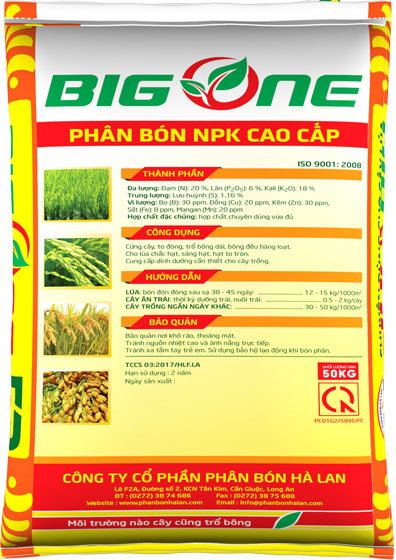 BIG ONE
PHÂN BÓN NPK CAO CẤP
ISO 9001: 2008
THÀNH PHẦN
Đa lượng: Đạm (N): 20 %, Lân (P₂O₅): 6 %, Kali (K₂O): 18 %
Trung lượng: Lưu huỳnh (S): 1.16 %
Vi lượng: Bo (B): 30 ppm. Đồng (Cu): 20 ppm, Kẽm (Zn): 30 ppm,
Sắt (Fe): 8 ppm, Mangan (Mn): 20 ppm
Hợp chất đặc chủng: hợp chất chuyên dùng vừa đủ
CÔNG DỤNG
Cứng cây, to đòng, trổ bông dài, bông đều hàng loạt.
Cho lúa chắc hạt, sáng hạt, hạt to tròn.
Cung cấp dinh dưỡng cần thiết cho cây trồng.
HƯỚNG DẪN
LÚA: bón đón đòng sau sạ 38 - 45 ngày: 12 - 15 kg/1000m²
CÂY ĂN TRÁI: thời kỳ dưỡng trái, nuôi trái: 0.5 - 2 kg/cây
CÂY TRỒNG NGẮN NGÀY KHÁC: 30 - 50 kg/1000m²
BẢO QUẢN
Bảo quản nơi khô ráo, thoáng mát.
Tránh nguồn nhiệt cao và ánh nắng trực tiếp.
Tránh xa tầm tay trẻ em. Sử dụng bảo hộ lao động khi bón phân.
TCCS 03:2017/HLF.LA
Hạn sử dụng : 2 năm
Ngày sản xuất :
KHỐI LƯỢNG TỊNH
50KG
CÔNG TY CỔ PHẦN PHÂN BÓN HÀ LAN
Lô F2A, Đường số 2, KCN Tân Kim, Cần Giuộc, Long An
ĐT : (0272) 38 74 686 Fax : (0272) 38 75 688
Website : www.phanbonhalan.com Email : info@phanbonhalan.com
Môi trường nào cây cũng trổ bông